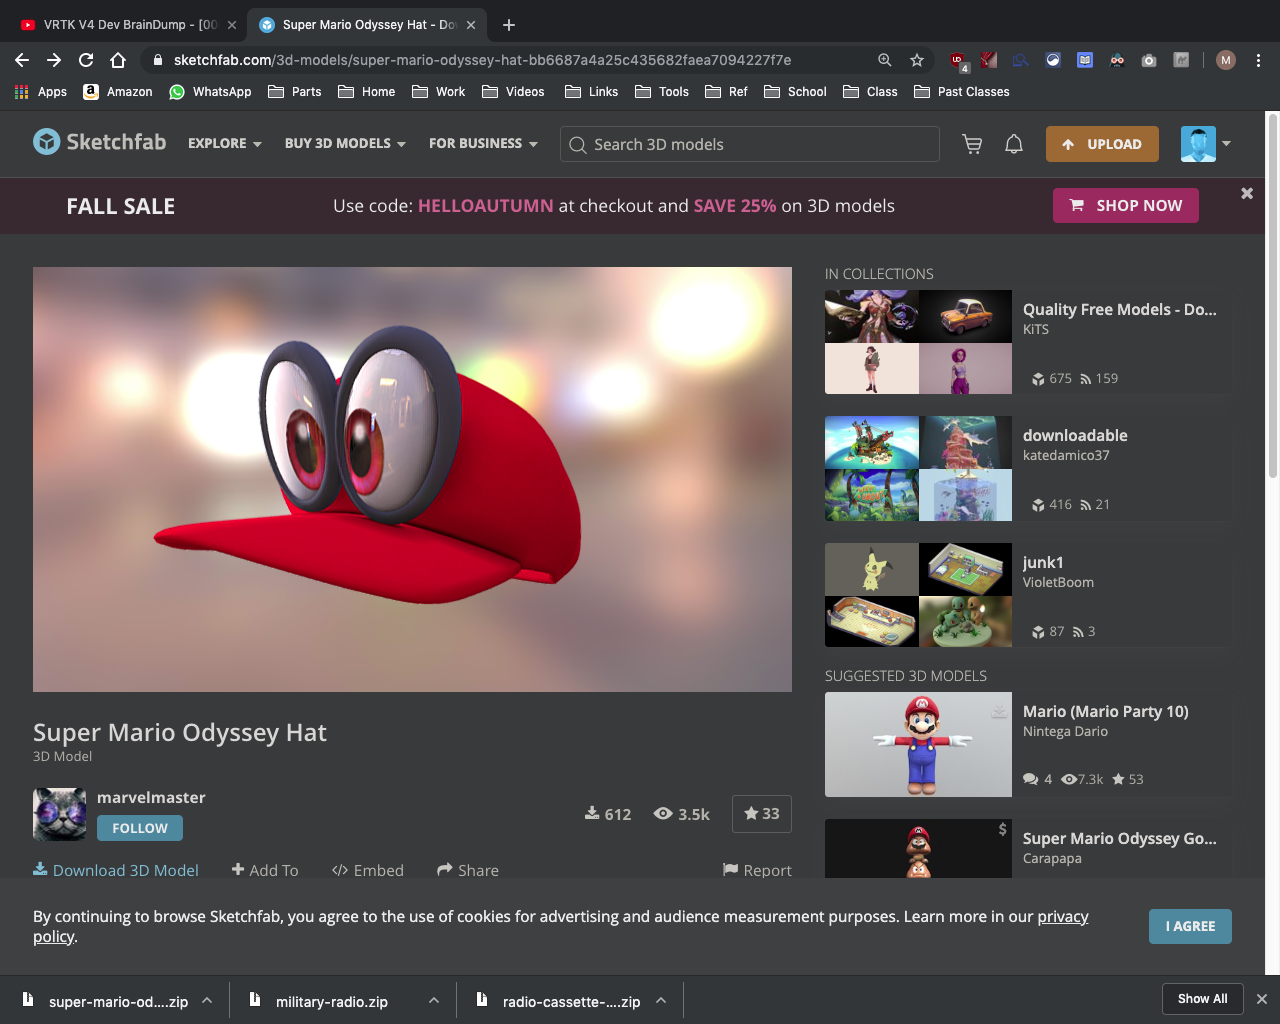 VRTK V4 Dev BrainDump - [00
Super Mario Odyssey Hat - Do
sketchfab.com/3d-models/super-mario-odyssey-hat-bb6687a4a25c435682faea7094227f7e
4
M
Apps
Amazon
WhatsApp
Parts
Home
Work
Videos
Links
Tools
Ref
School
Class
Past Classes
Sketchfab
EXPLORE
BUY 3D MODELS
FOR BUSINESS
Search 3D models
UPLOAD
FALL SALE
Use code: HELLOAUTUMN at checkout and SAVE 25% on 3D models
SHOP NOW
IN COLLECTIONS
Quality Free Models - Do...
KiTS
675 159
downloadable
katedamico37
416 21
junk1
VioletBoom
87 3
SUGGESTED 3D MODELS
Mario (Mario Party 10)
Nintega Dario
4 7.3k 53
$
Super Mario Odyssey Go...
Carapapa
Super Mario Odyssey Hat
3D Model
marvelmaster
FOLLOW
612 3.5k 33
Download 3D Model
Add To
Embed
Share
Report
By continuing to browse Sketchfab, you agree to the use of cookies for advertising and audience measurement purposes. Learn more in our privacy
policy.
I AGREE
super-mario-od....zip
military-radio.zip
radio-cassette-....zip
Show All